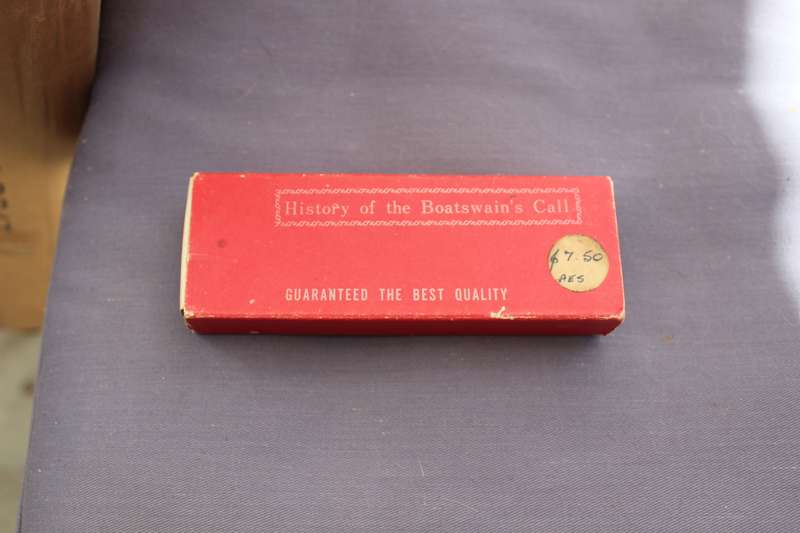 History of the Boatswain's Call
$7.50
AES
GUARANTEED THE BEST QUALITY